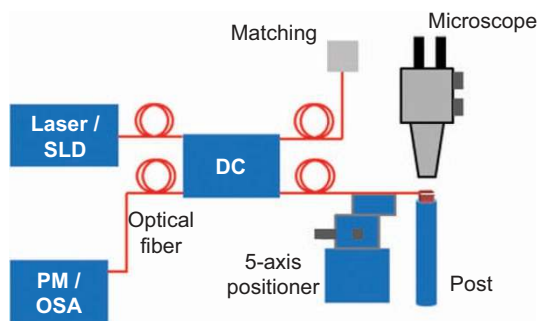 Microscope
Matching
Laser /
SLD
DC
Optical
fiber
5-axis
positioner
Post
PM /
OSA